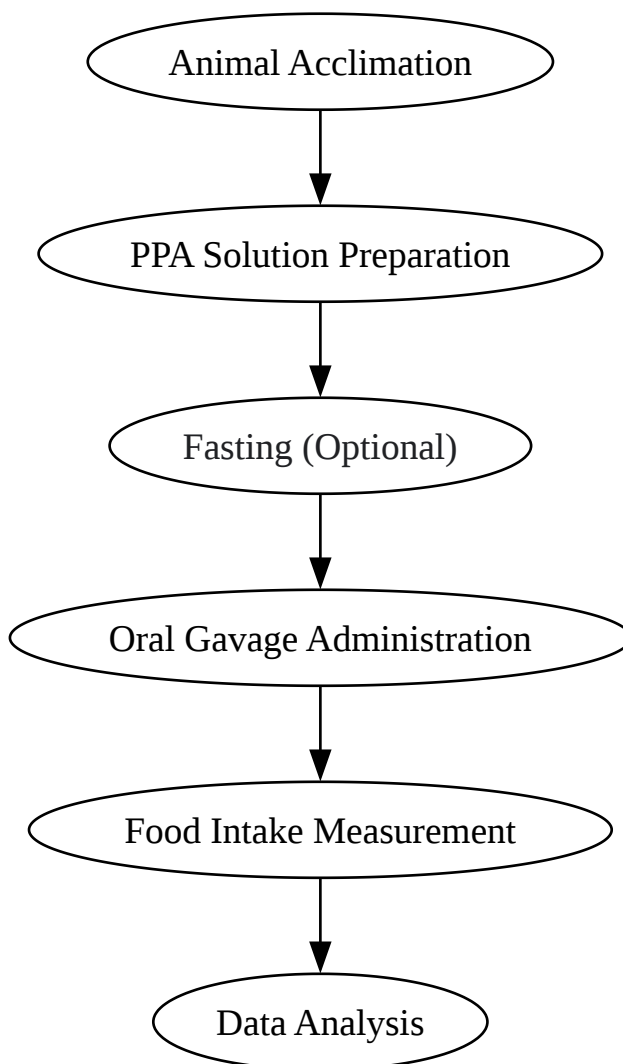 Animal Acclimation
PPA Solution Preparation
Fasting (Optional)
Oral Gavage Administration
Food Intake Measurement
Data Analysis